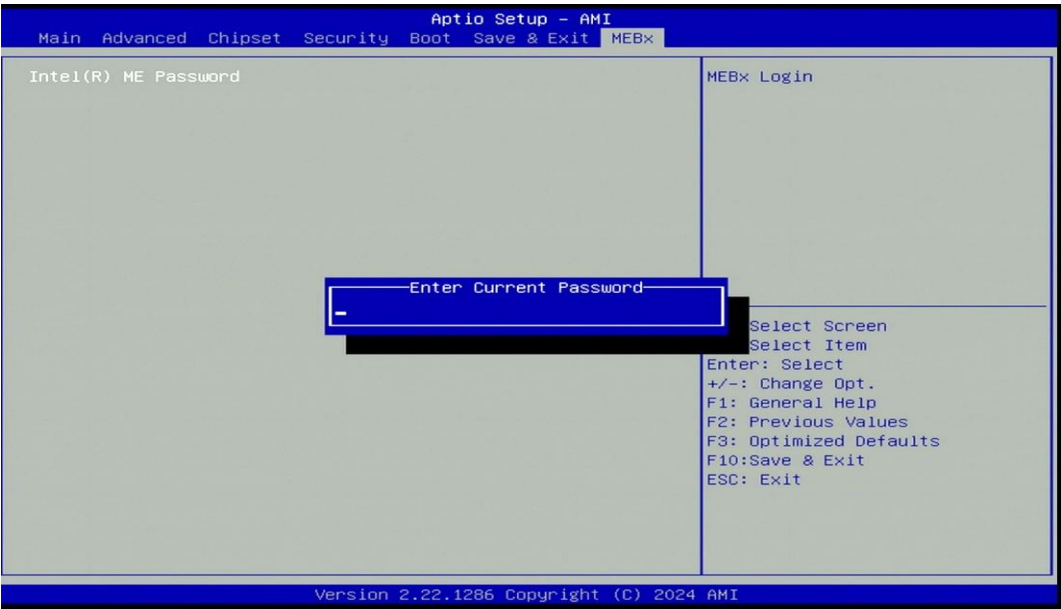 Aptio Setup – AMI
Main Advanced Chipset Security Boot Save & Exit MEBx
Intel(R) ME Password
MEBx Login
Enter Current Password
Select Screen
Select Item
Enter: Select
+/-: Change Opt.
F1: General Help
F2: Previous Values
F3: Optimized Defaults
F10:Save & Exit
ESC: Exit
Version 2.22.1286 Copyright (C) 2024 AMI